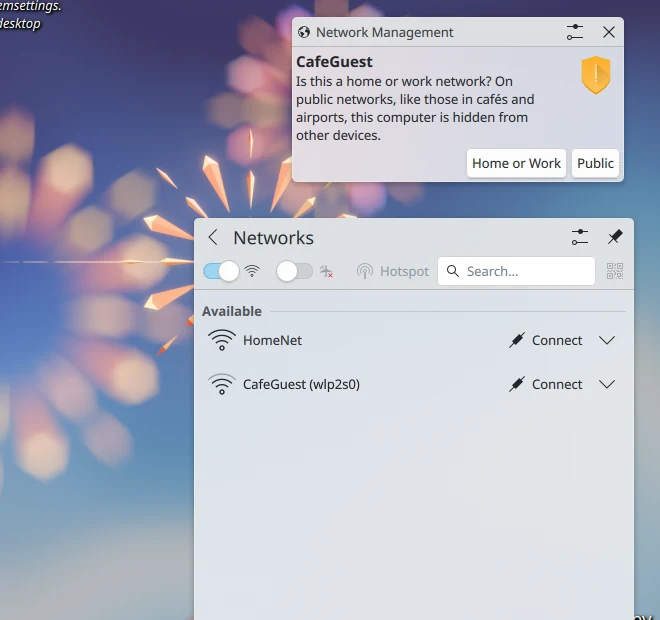 emsettings.
desktop
Network Management
CafeGuest
Is this a home or work network? On
public networks, like those in cafés and
airports, this computer is hidden from
other devices.
Home or Work
Public
Networks
Hotspot
Search...
Available
HomeNet
Connect
CafeGuest (wlp2s0)
Connect